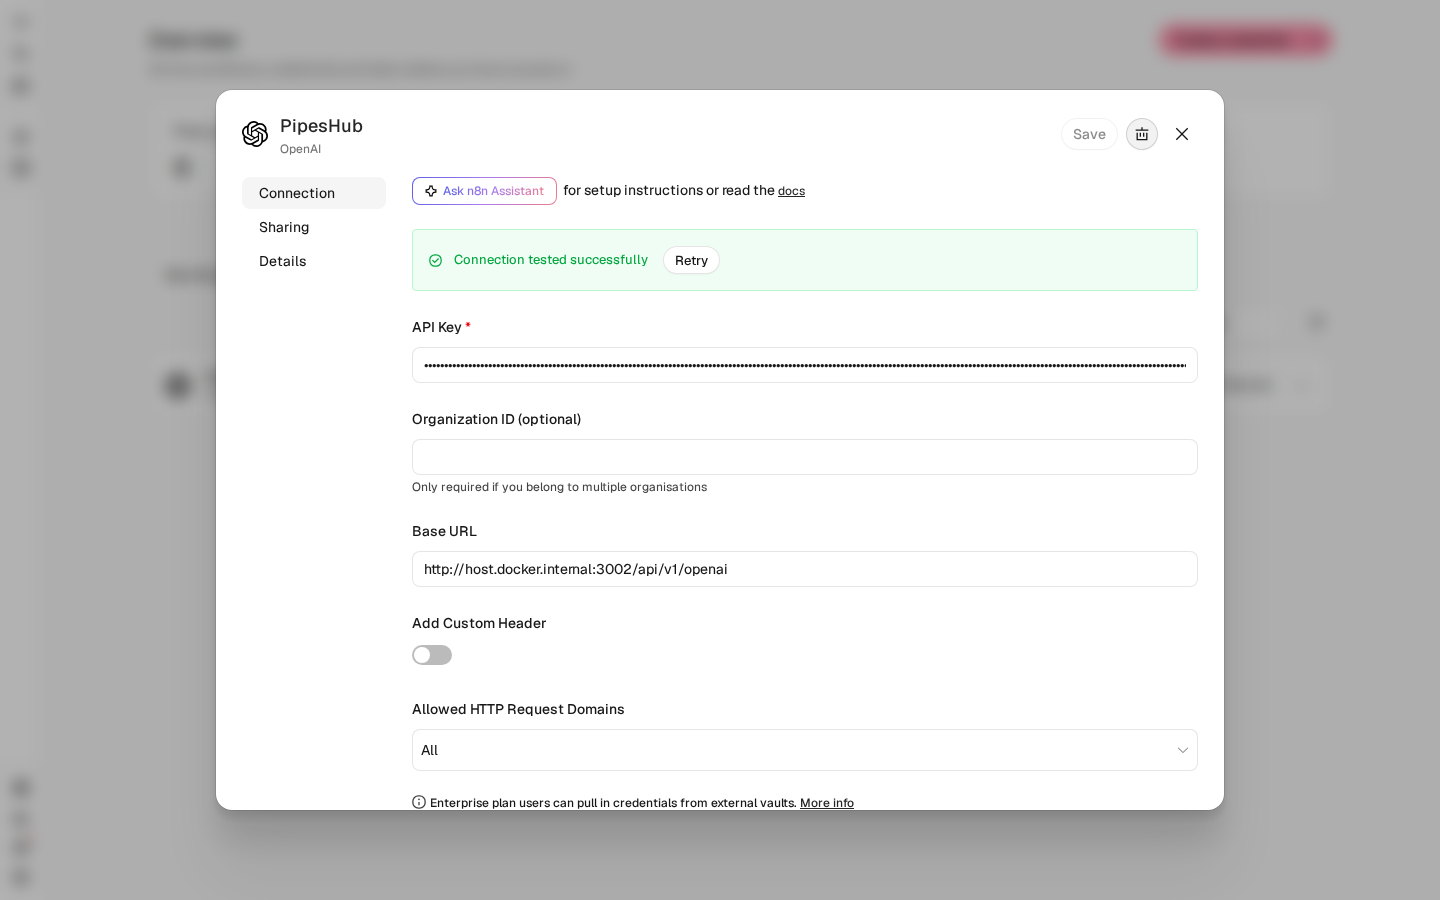 PipesHub
OpenAI
Save
Connection
Sharing
Details
Ask n8n Assistant for setup instructions or read the docs
Connection tested successfully Retry
API Key *
Organization ID (optional)
Only required if you belong to multiple organisations
Base URL
http://host.docker.internal:3002/api/v1/openai
Add Custom Header
Allowed HTTP Request Domains
All
Enterprise plan users can pull in credentials from external vaults. More info